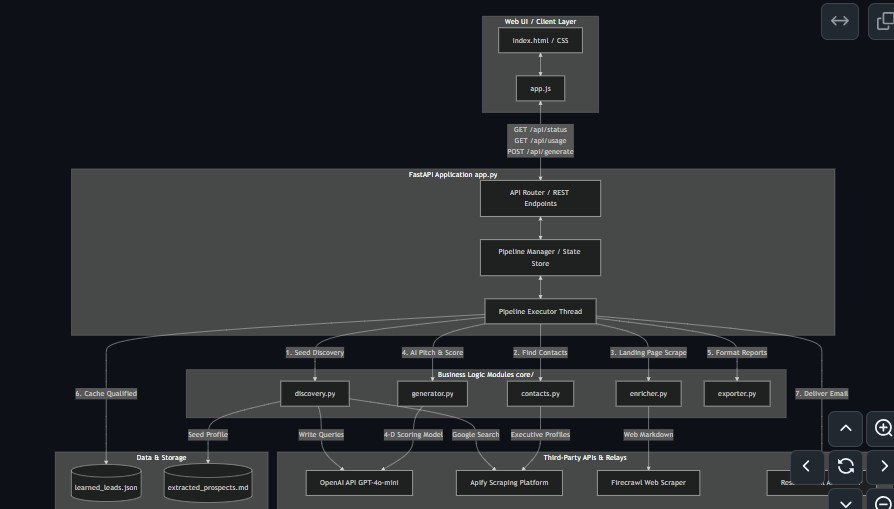 Web UI / Client Layer
index.html / CSS
app.js
GET /api/status
GET /api/usage
POST /api/generate
FastAPI Application app.py
API Router / REST
Endpoints
Pipeline Manager / State
Store
Pipeline Executor Thread
1. Seed Discovery
4. AI Pitch & Score
2. Find Contacts
3. Landing Page Scrape
5. Format Reports
Business Logic Modules core/
6. Cache Qualified
discovery.py
generator.py
contacts.py
enricher.py
exporter.py
7. Deliver Email
Seed Profile
Write Queries
4-D Scoring Model
Google Search
Executive Profiles
Web Markdown
Data & Storage
Third-Party APIs & Relays
learned_leads.json
extracted_prospects.md
OpenAI API GPT-4o-mini
Apify Scraping Platform
Firecrawl Web Scraper